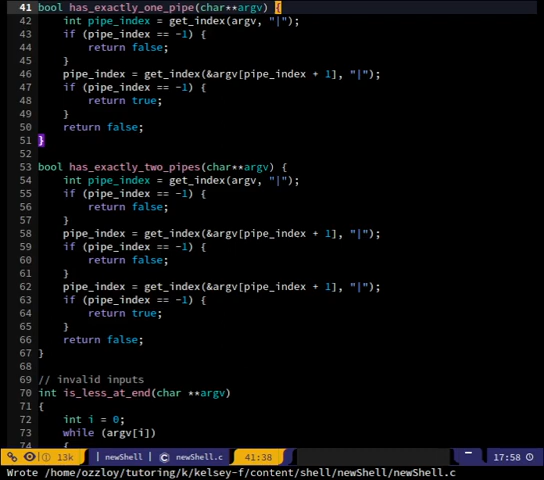 41 bool has_exactly_one_pipe(char**argv) {
42     int pipe_index = get_index(argv, "|");
43     if (pipe_index == -1) {
44         return false;
45     }
46     pipe_index = get_index(&argv[pipe_index + 1], "|");
47     if (pipe_index == -1) {
48         return true;
49     }
50     return false;
51 }
52
53 bool has_exactly_two_pipes(char**argv) {
54     int pipe_index = get_index(argv, "|");
55     if (pipe_index == -1) {
56         return false;
57     }
58     pipe_index = get_index(&argv[pipe_index + 1], "|");
59     if (pipe_index == -1) {
60         return false;
61     }
62     pipe_index = get_index(&argv[pipe_index + 1], "|");
63     if (pipe_index == -1) {
64         return true;
65     }
66     return false;
67 }
68
69 // invalid inputs
70 int is_less_at_end(char **argv)
71 {
72     int i = 0;
73     while (argv[i])
74     {
13k | newShell | C newShell.c 41:38 17:58
Wrote /home/ozzloy/tutoring/k/kelsey-f/content/shell/newShell/newShell.c